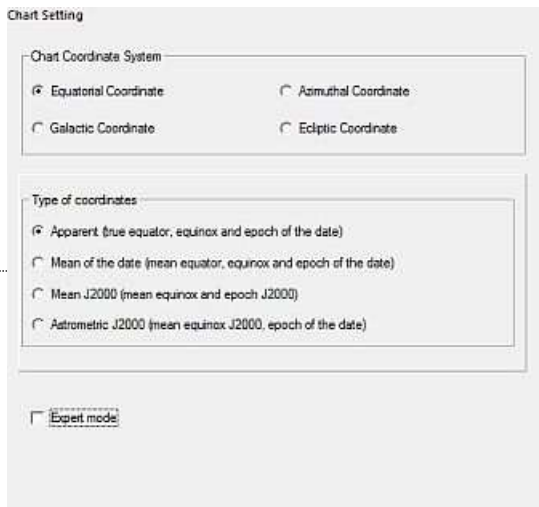 Chart Setting
Chart Coordinate System
Equatorial Coordinate Azimuthal Coordinate
Galactic Coordinate Ecliptic Coordinate
Type of coordinates
Apparent (true equator, equinox and epoch of the date)
Mean of the date (mean equator, equinox and epoch of the date)
Mean J2000 (mean equinox and epoch J2000)
Astrometric J2000 (mean equinox J2000, epoch of the date)
Expert mode